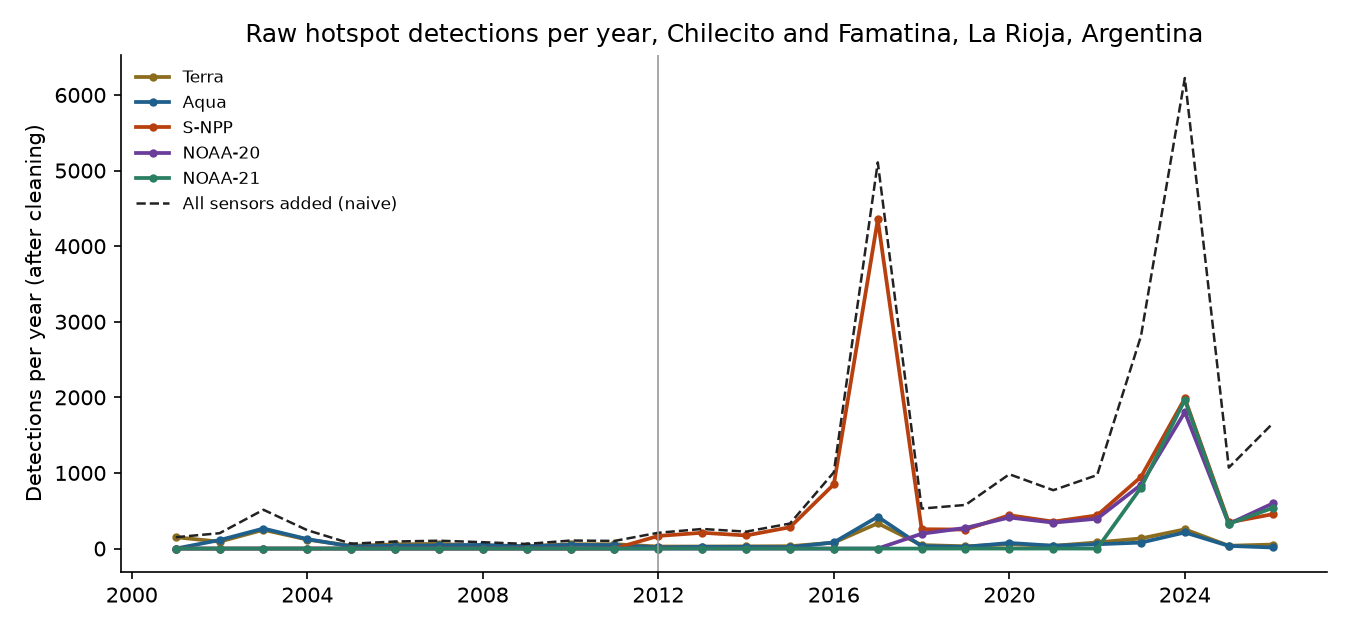 Raw hotspot detections per year, Chilecito and Famatina, La Rioja, Argentina
Detections per year (after cleaning)
Terra
Aqua
S-NPP
NOAA-20
NOAA-21
All sensors added (naive)
6000
5000
4000
3000
2000
1000
0
2000 2004 2008 2012 2016 2020 2024